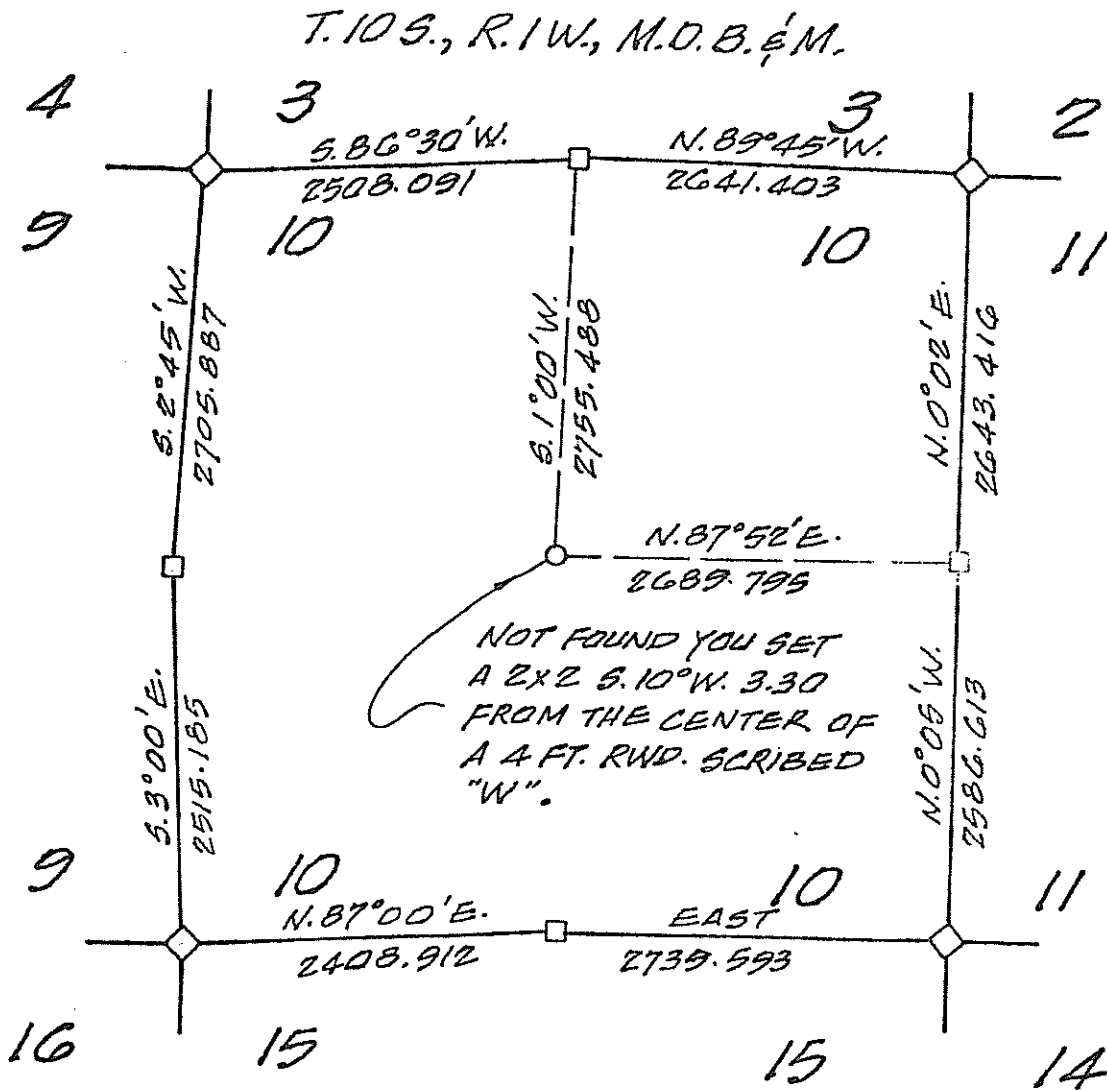 T.10 S., R.1 W., M.D.B.&M.
4
3
3
2
S.86°30'W.
2508.091
N.89°45'W.
2641.403
9
10
10
11
S.2°45'W.
2705.887
S.1°00'W.
2755.488
N.0°02'E.
2643.416
N.87°52'E.
2689.795
NOT FOUND YOU SET
A 2X2 S.10°W. 3.30
FROM THE CENTER OF
A 4 FT. RWD. SCRIBED
"W".
S.3°00'E.
2515.185
N.0°05'W.
2586.613
9
10
10
11
N.87°00'E.
2408.912
EAST
2739.593
16
15
15
14